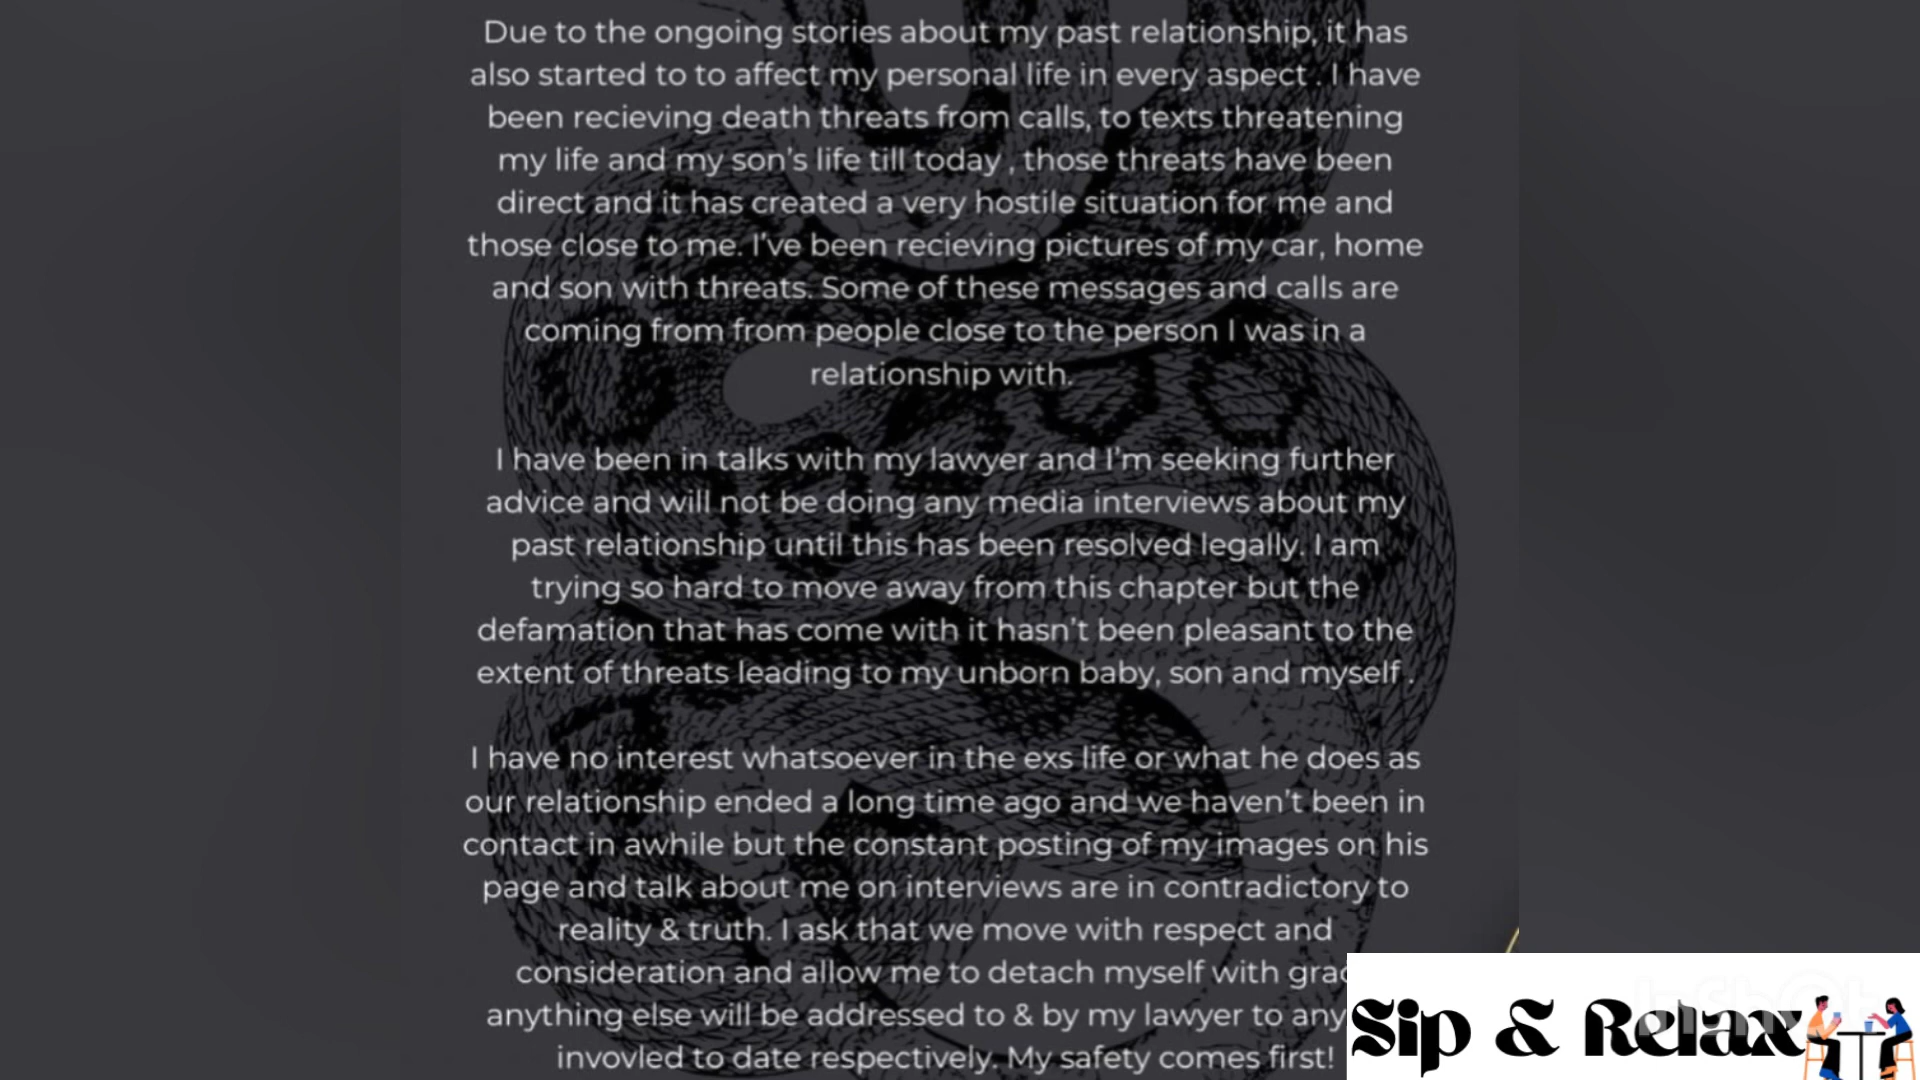 Due to the ongoing stories about my past relationship, it has
also started to to affect my personal life in every aspect . I have
been recieving death threats from calls, to texts threatening
my life and my son's life till today , those threats have been
direct and it has created a very hostile situation for me and
those close to me. I've been recieving pictures of my car, home
and son with threats. Some of these messages and calls are
coming from from people close to the person I was in a
relationship with.
I have been in talks with my lawyer and I'm seeking further
advice and will not be doing any media interviews about my
past relationship until this has been resolved legally. I am
trying so hard to move away from this chapter but the
defamation that has come with it hasn't been pleasant to the
extent of threats leading to my unborn baby, son and myself .
I have no interest whatsoever in the exs life or what he does as
our relationship ended a long time ago and we haven't been in
contact in awhile but the constant posting of my images on his
page and talk about me on interviews are in contradictory to
reality & truth. I ask that we move with respect and
consideration and allow me to detach myself with grac
anything else will be addressed to & by my lawyer to any
invovled to date respectively. My safety comes first!
Sip & Relax